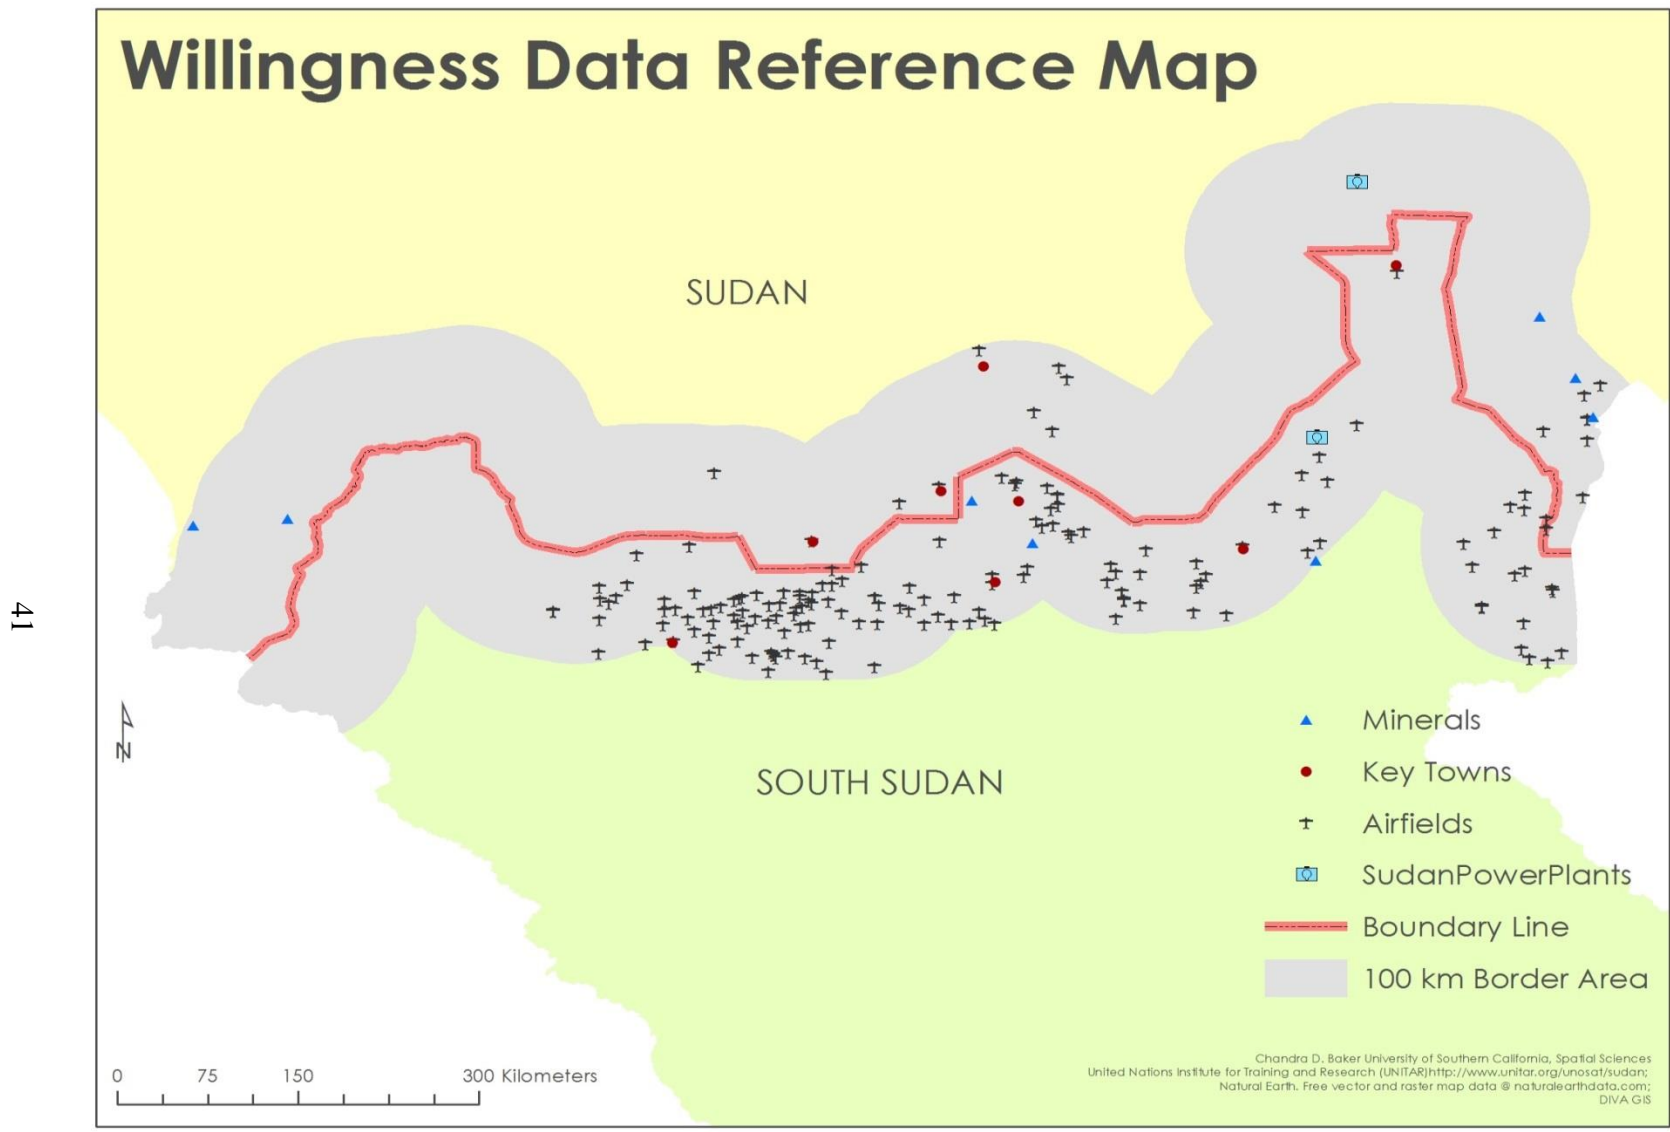 Willingness Data Reference Map
SUDAN
41
N
SOUTH SUDAN
Minerals
Key Towns
Airfields
SudanPowerPlants
Boundary Line
100 km Border Area
0 75 150 300 Kilometers
Chandra D. Baker University of Southern California, Spatial Sciences
United Nations Institute for Training and Research (UNITAR)http://www.unitar.org/unosat/sudan;
Natural Earth. Free vector and raster map data @ naturalearthdata.com;
DIVA GIS